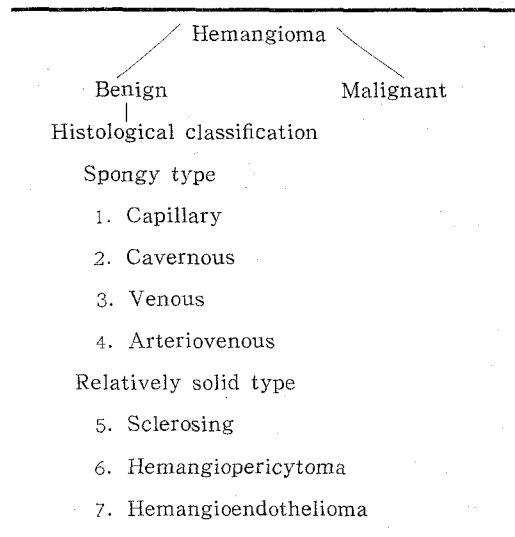 Hemangioma
Benign Malignant
Histological classification
Spongy type
1. Capillary
2. Cavernous
3. Venous
4. Arteriovenous
Relatively solid type
5. Sclerosing
6. Hemangiopericytoma
7. Hemangioendothelioma